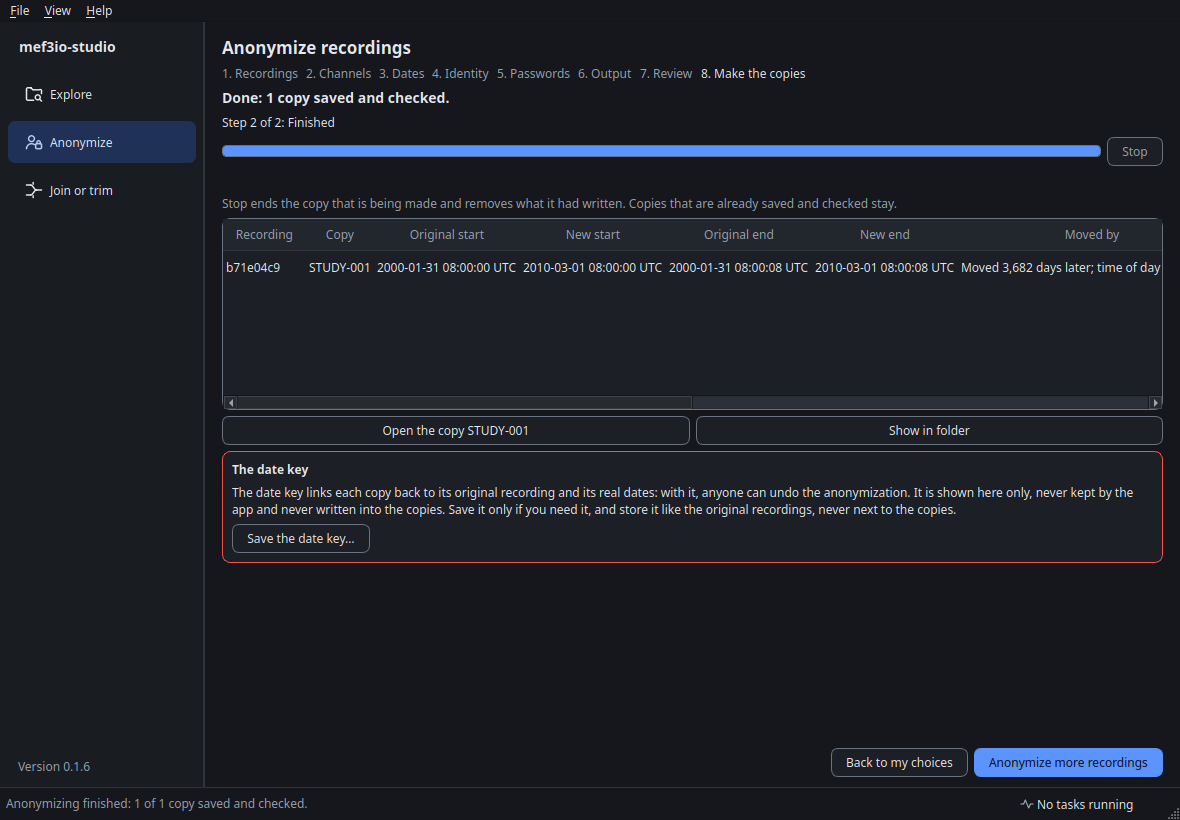 File View Help
mef3io-studio
Explore
Anonymize
Join or trim
Version 0.1.6
Anonymize recordings
1. Recordings 2. Channels 3. Dates 4. Identity 5. Passwords 6. Output 7. Review 8. Make the copies
Done: 1 copy saved and checked.
Step 2 of 2: Finished
Stop
Stop ends the copy that is being made and removes what it had written. Copies that are already saved and checked stay.
Recording Copy Original start New start Original end New end Moved by
b71e04c9 STUDY-001 2000-01-31 08:00:00 UTC 2010-03-01 08:00:00 UTC 2000-01-31 08:00:08 UTC 2010-03-01 08:00:08 UTC Moved 3,682 days later; time of day
Open the copy STUDY-001 Show in folder
The date key
The date key links each copy back to its original recording and its real dates: with it, anyone can undo the anonymization. It is shown here only, never kept by the
app and never written into the copies. Save it only if you need it, and store it like the original recordings, never next to the copies.
Save the date key...
Back to my choices Anonymize more recordings
Anonymizing finished: 1 of 1 copy saved and checked. No tasks running